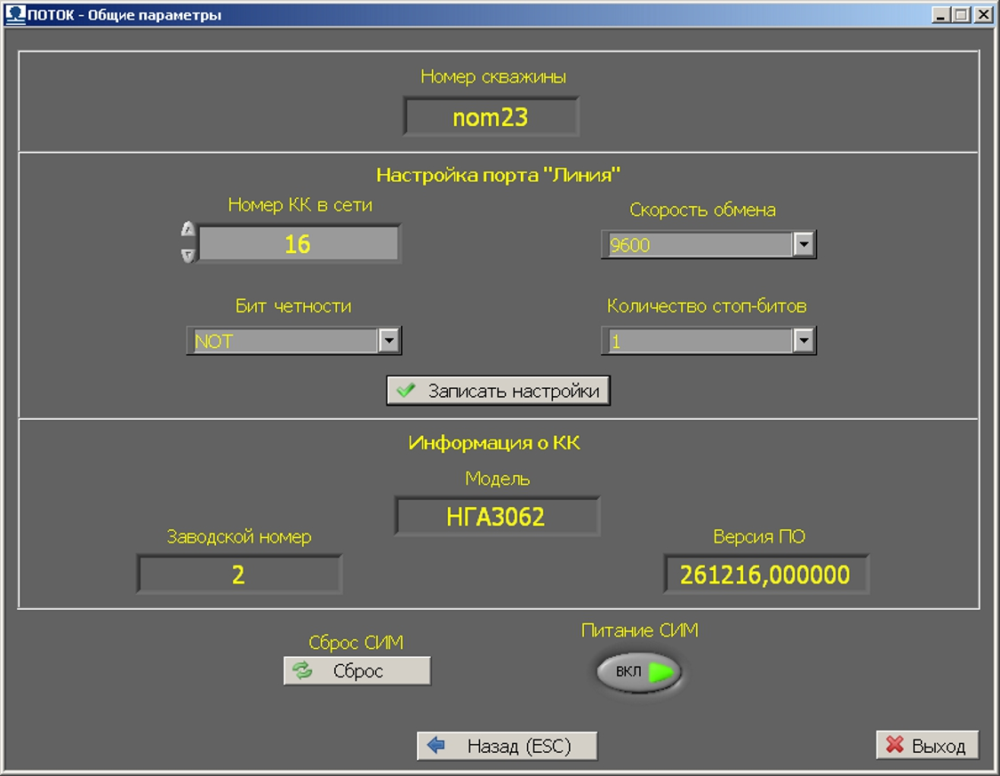 ПОТОК - Общие параметры
Номер скважины
nom23
Настройка порта "Линия"
Номер КК в сети
Скорость обмена
16
9600
Бит четности
Количество стоп-битов
NOT
1
Записать настройки
Информация о КК
Модель
НГА3062
Заводской номер
Версия ПО
2
261216,000000
Сброс СИМ
Питание СИМ
Сброс
ВКЛ
Назад (ESC)
Выход